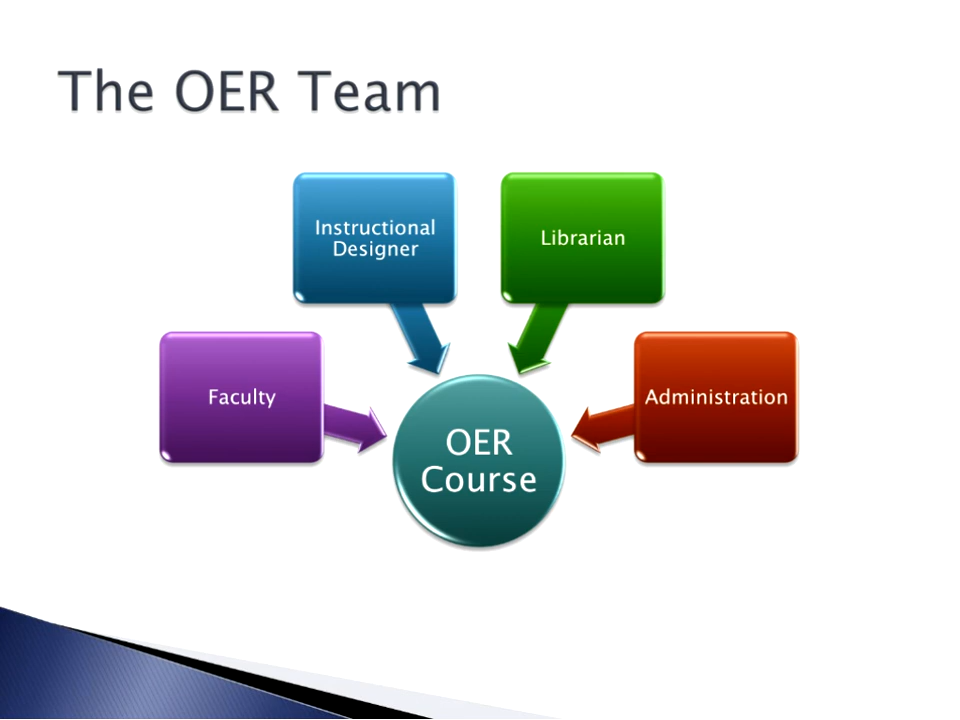 The OER Team
Instructional
Designer
Librarian
Faculty
Administration
OER
Course